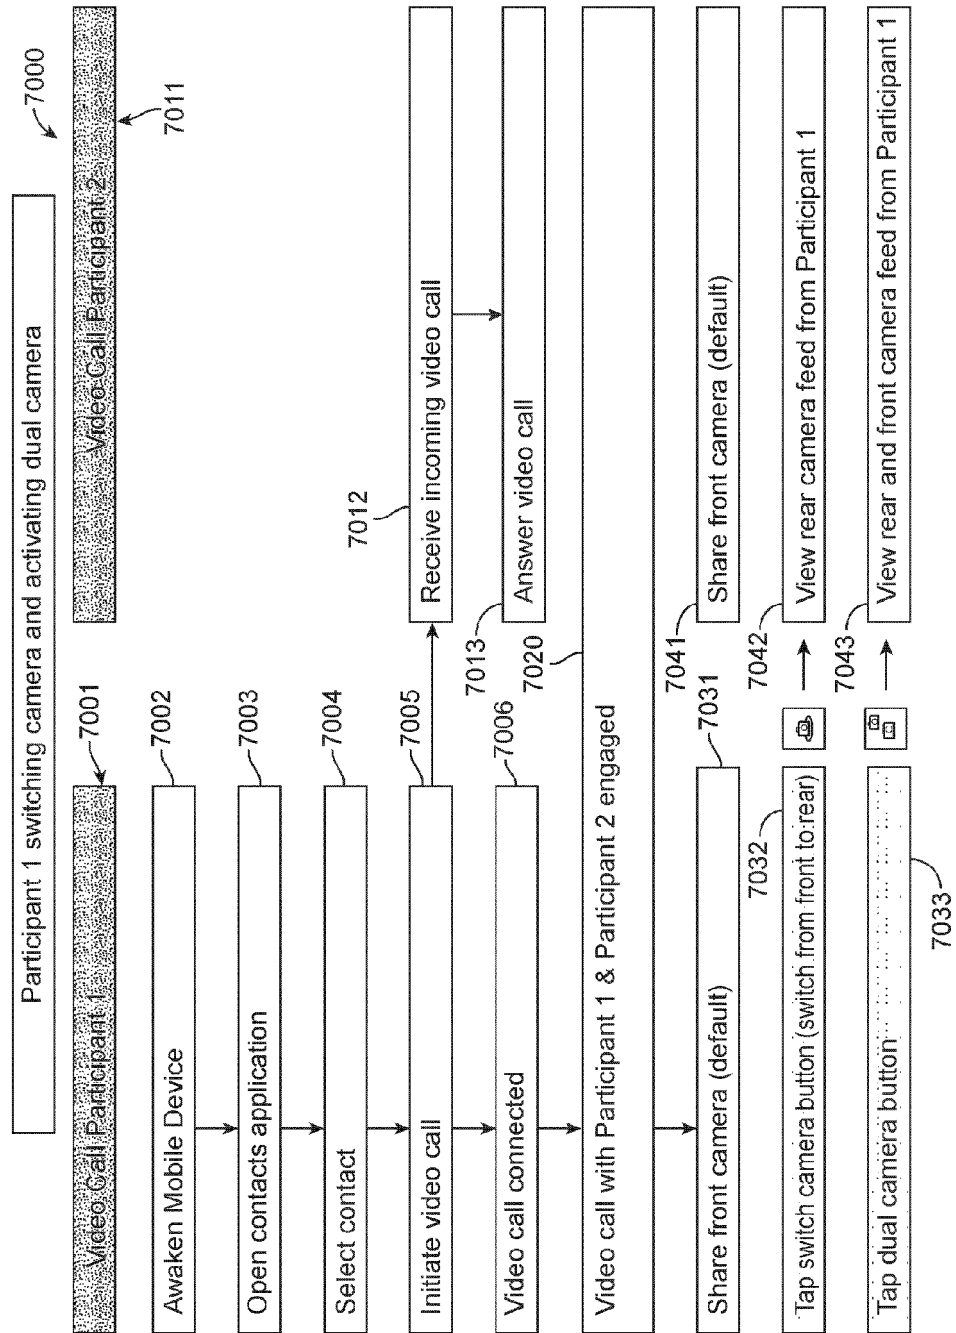 Participant 1 switching camera and activating dual camera
7000
Video Call Participant 1
7001
Video Call Participant 2
7011
Awaken Mobile Device
7002
Open contacts application
7003
Select contact
7004
Initiate video call
7005
Receive incoming video call
7012
Video call connected
7006
Answer video call
7013
Video call with Participant 1 & Participant 2 engaged
7020
Share front camera (default)
7031
Share front camera (default)
7041
Tap switch camera button (switch from front to rear)
7032
View rear camera feed from Participant 1
7042
Tap dual camera button
7033
View rear and front camera feed from Participant 1
7043